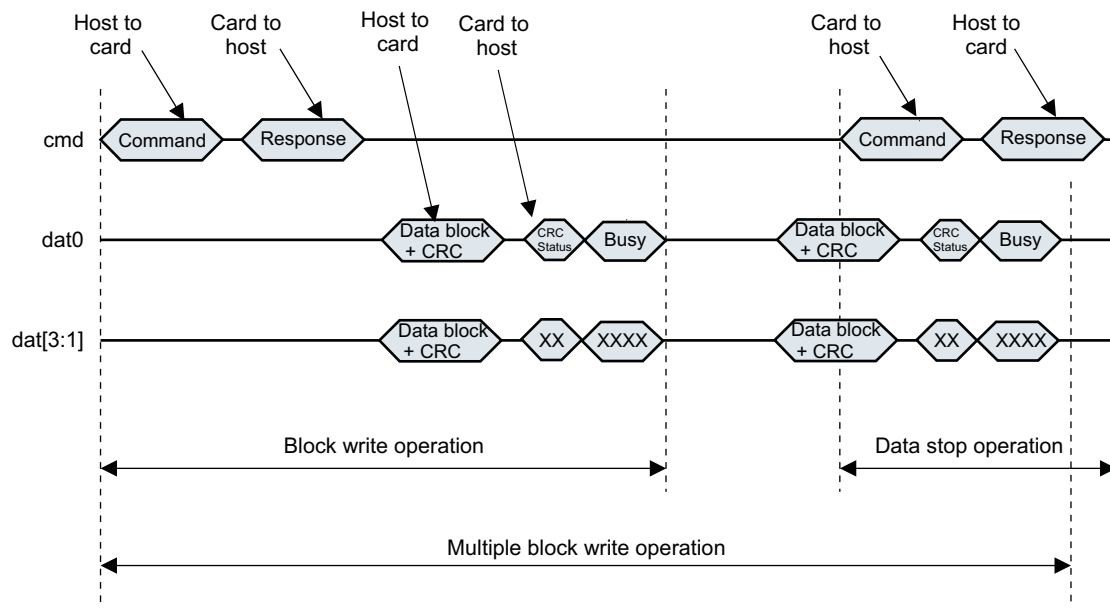 Host to
card
Card to
host
Host to
card
Card to
host
Card to
host
Host to
card
cmd
Command
Response
Command
Response
dat0
Data block
+ CRC
CRC
Status
Busy
Data block
+ CRC
CRC
Status
Busy
dat[3:1]
Data block
+ CRC
XX
XXXX
Data block
+ CRC
XX
XXXX
Block write operation
Data stop operation
Multiple block write operation